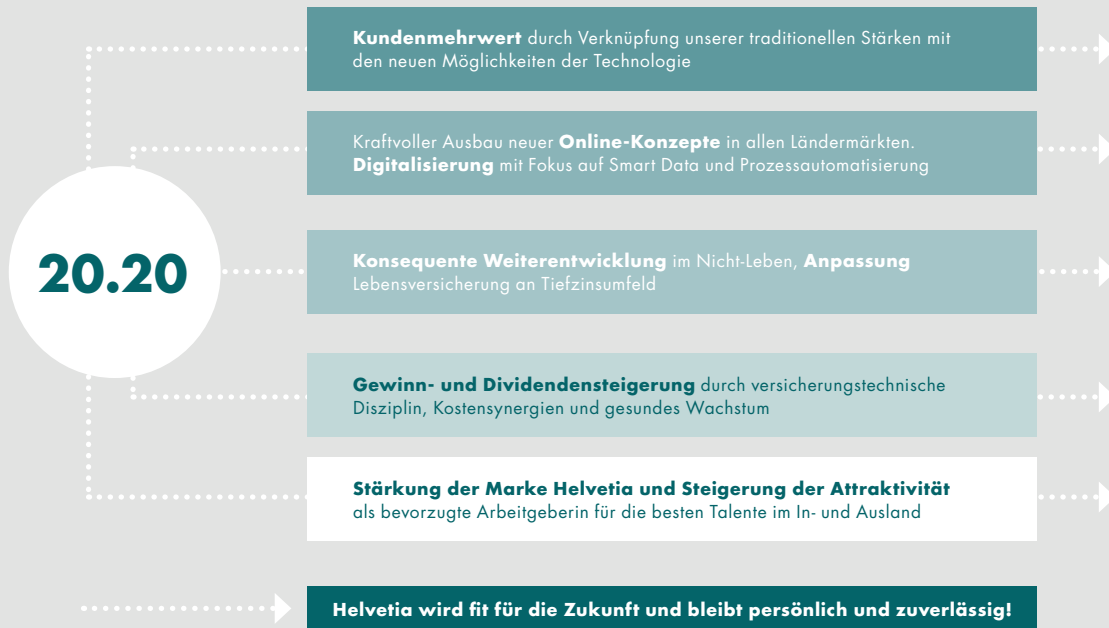 Kundenmehrwert durch Verknüpfung unserer traditionellen Stärken mit
den neuen Möglichkeiten der Technologie
Kraftvoller Ausbau neuer Online-Konzepte in allen Ländermärkten.
Digitalisierung mit Fokus auf Smart Data und Prozessautomatisierung
20.20
Konsequente Weiterentwicklung im Nicht-Leben, Anpassung
Lebensversicherung an Tiefzinsumfeld
Gewinn- und Dividendensteigerung durch versicherungstechnische
Disziplin, Kostensynergien und gesundes Wachstum
Stärkung der Marke Helvetia und Steigerung der Attraktivität
als bevorzugte Arbeitgeberin für die besten Talente im In- und Ausland
Helvetia wird fit für die Zukunft und bleibt persönlich und zuverlässig!